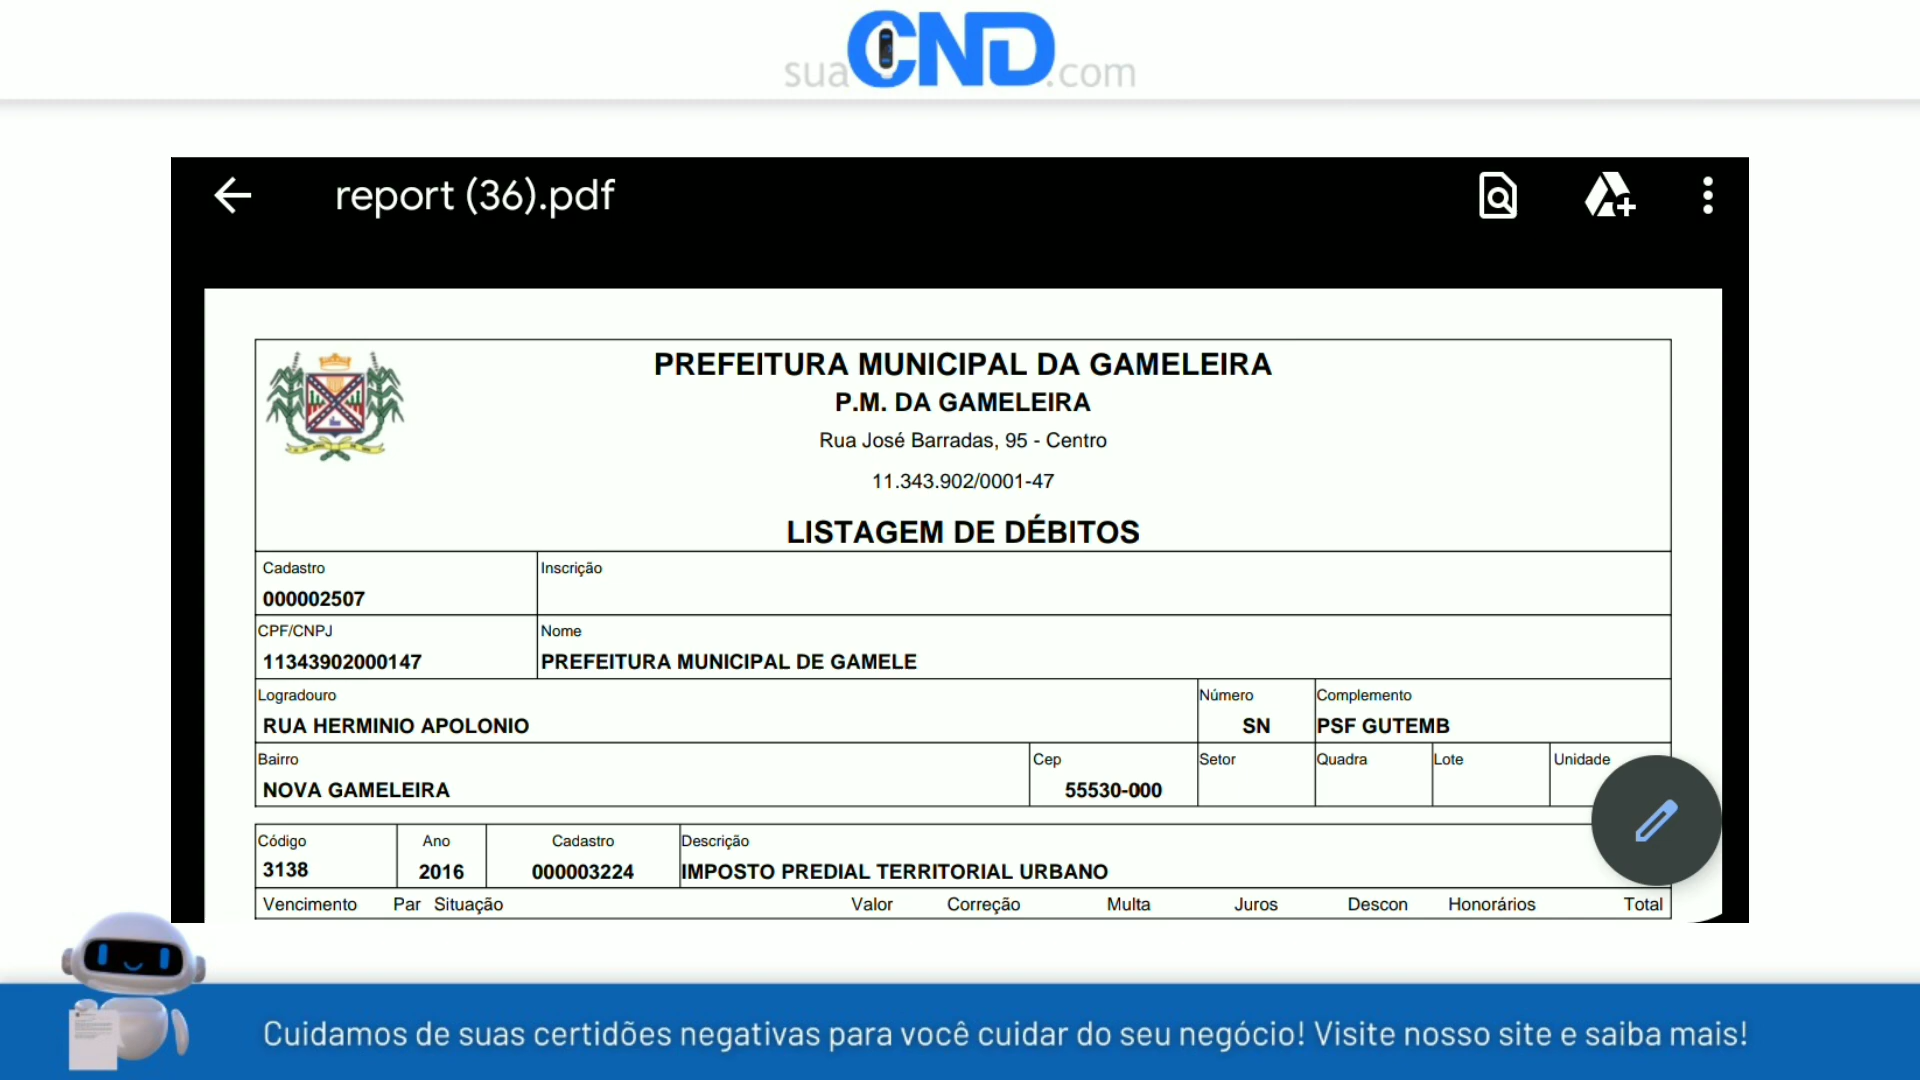 suaCND.com
report (36).pdf
PREFEITURA MUNICIPAL DA GAMELEIRA
P.M. DA GAMELEIRA
Rua José Barradas, 95 - Centro
11.343.902/0001-47
LISTAGEM DE DÉBITOS
Cadastro Inscrição
000002507
CPF/CNPJ Nome
11343902000147 PREFEITURA MUNICIPAL DE GAMELE
Logradouro Número Complemento
RUA HERMINIO APOLONIO SN PSF GUTEMB
Bairro Cep Setor Quadra Lote Unidade
NOVA GAMELEIRA 55530-000
Código Ano Cadastro Descrição
3138 2016 000003224 IMPOSTO PREDIAL TERRITORIAL URBANO
Vencimento Par Situação Valor Correção Multa Juros Descon Honorários Total
Cuidamos de suas certidões negativas para você cuidar do seu negócio! Visite nosso site e saiba mais!